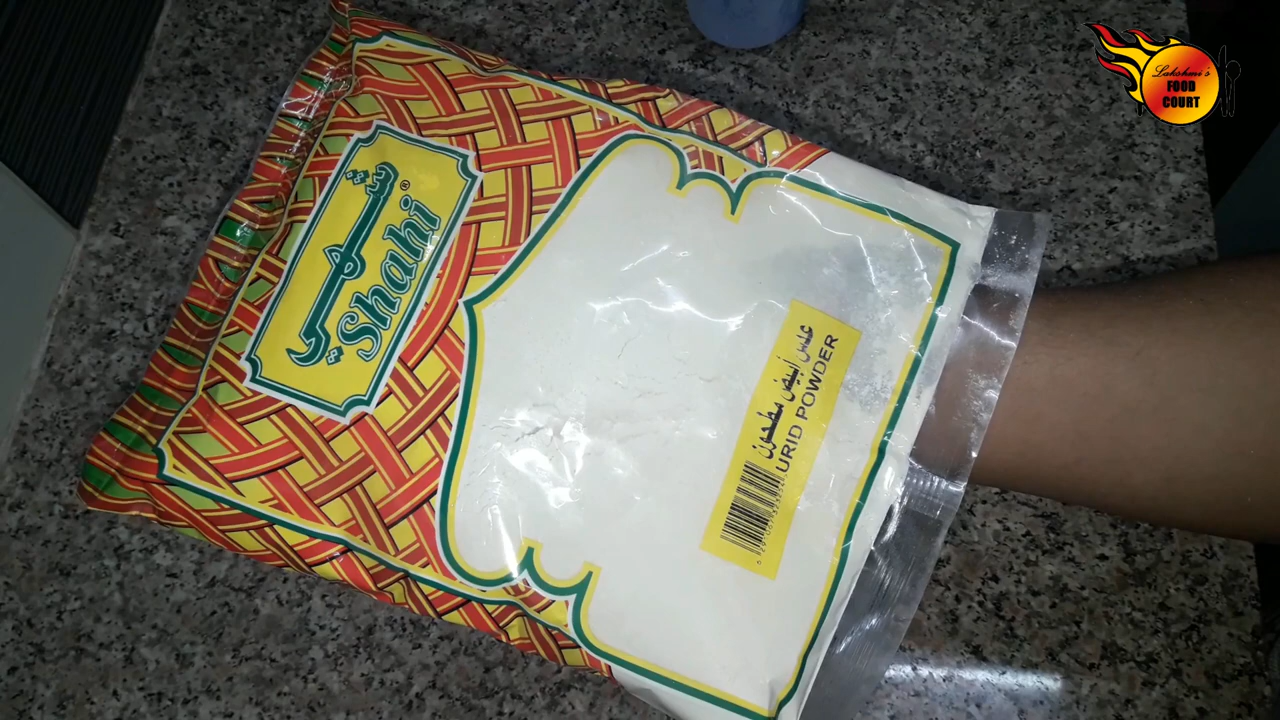 شاهي
Shahi®
عدس أبيض مطحون
URID POWDER
Lakshmi's
FOOD
COURT